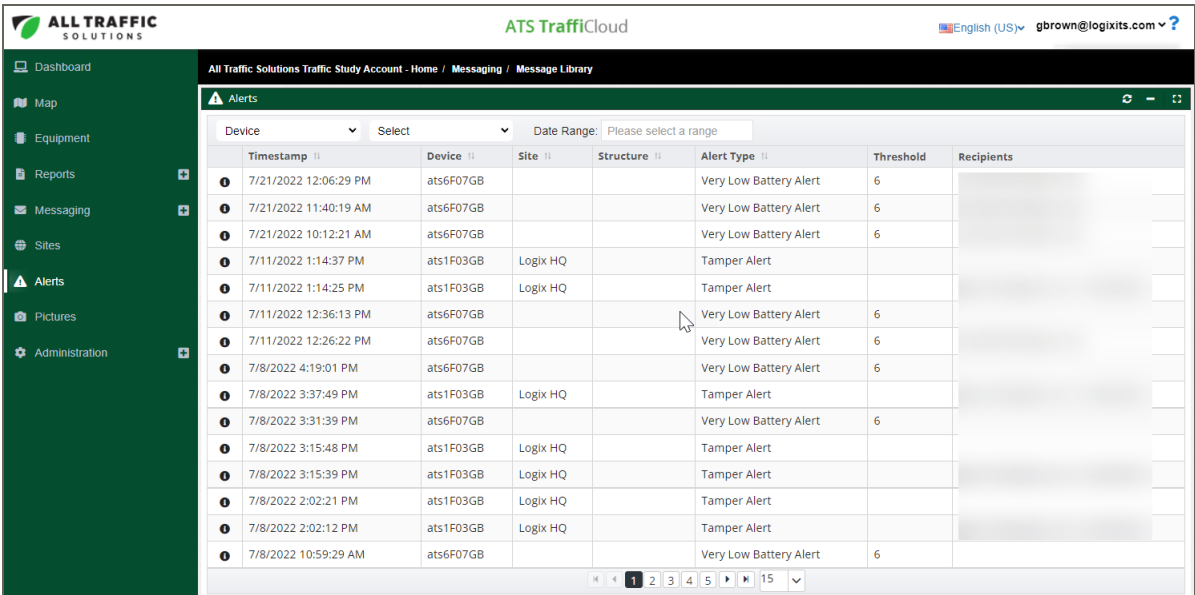 ALL TRAFFIC
SOLUTIONS
ATS TraffiCloud
English (US)
gbrown@logixits.com
?
Dashboard
Map
Equipment
Reports
Messaging
Sites
Alerts
Pictures
Administration
All Traffic Solutions Traffic Study Account - Home / Messaging / Message Library
Alerts
Device Select Date Range: Please select a range
Timestamp Device Site Structure Alert Type Threshold Recipients
7/21/2022 12:06:29 PM ats6F07GB Very Low Battery Alert 6
7/21/2022 11:40:19 AM ats6F07GB Very Low Battery Alert 6
7/21/2022 10:12:21 AM ats6F07GB Very Low Battery Alert 6
7/11/2022 1:14:37 PM ats1F03GB Logix HQ Tamper Alert
7/11/2022 1:14:25 PM ats1F03GB Logix HQ Tamper Alert
7/11/2022 12:36:13 PM ats6F07GB Very Low Battery Alert 6
7/11/2022 12:26:22 PM ats6F07GB Very Low Battery Alert 6
7/8/2022 4:19:01 PM ats6F07GB Very Low Battery Alert 6
7/8/2022 3:37:49 PM ats1F03GB Logix HQ Tamper Alert
7/8/2022 3:31:39 PM ats6F07GB Very Low Battery Alert 6
7/8/2022 3:15:48 PM ats1F03GB Logix HQ Tamper Alert
7/8/2022 3:15:39 PM ats1F03GB Logix HQ Tamper Alert
7/8/2022 2:02:21 PM ats1F03GB Logix HQ Tamper Alert
7/8/2022 2:02:12 PM ats1F03GB Logix HQ Tamper Alert
7/8/2022 10:59:29 AM ats6F07GB Very Low Battery Alert 6
1 2 3 4 5 15